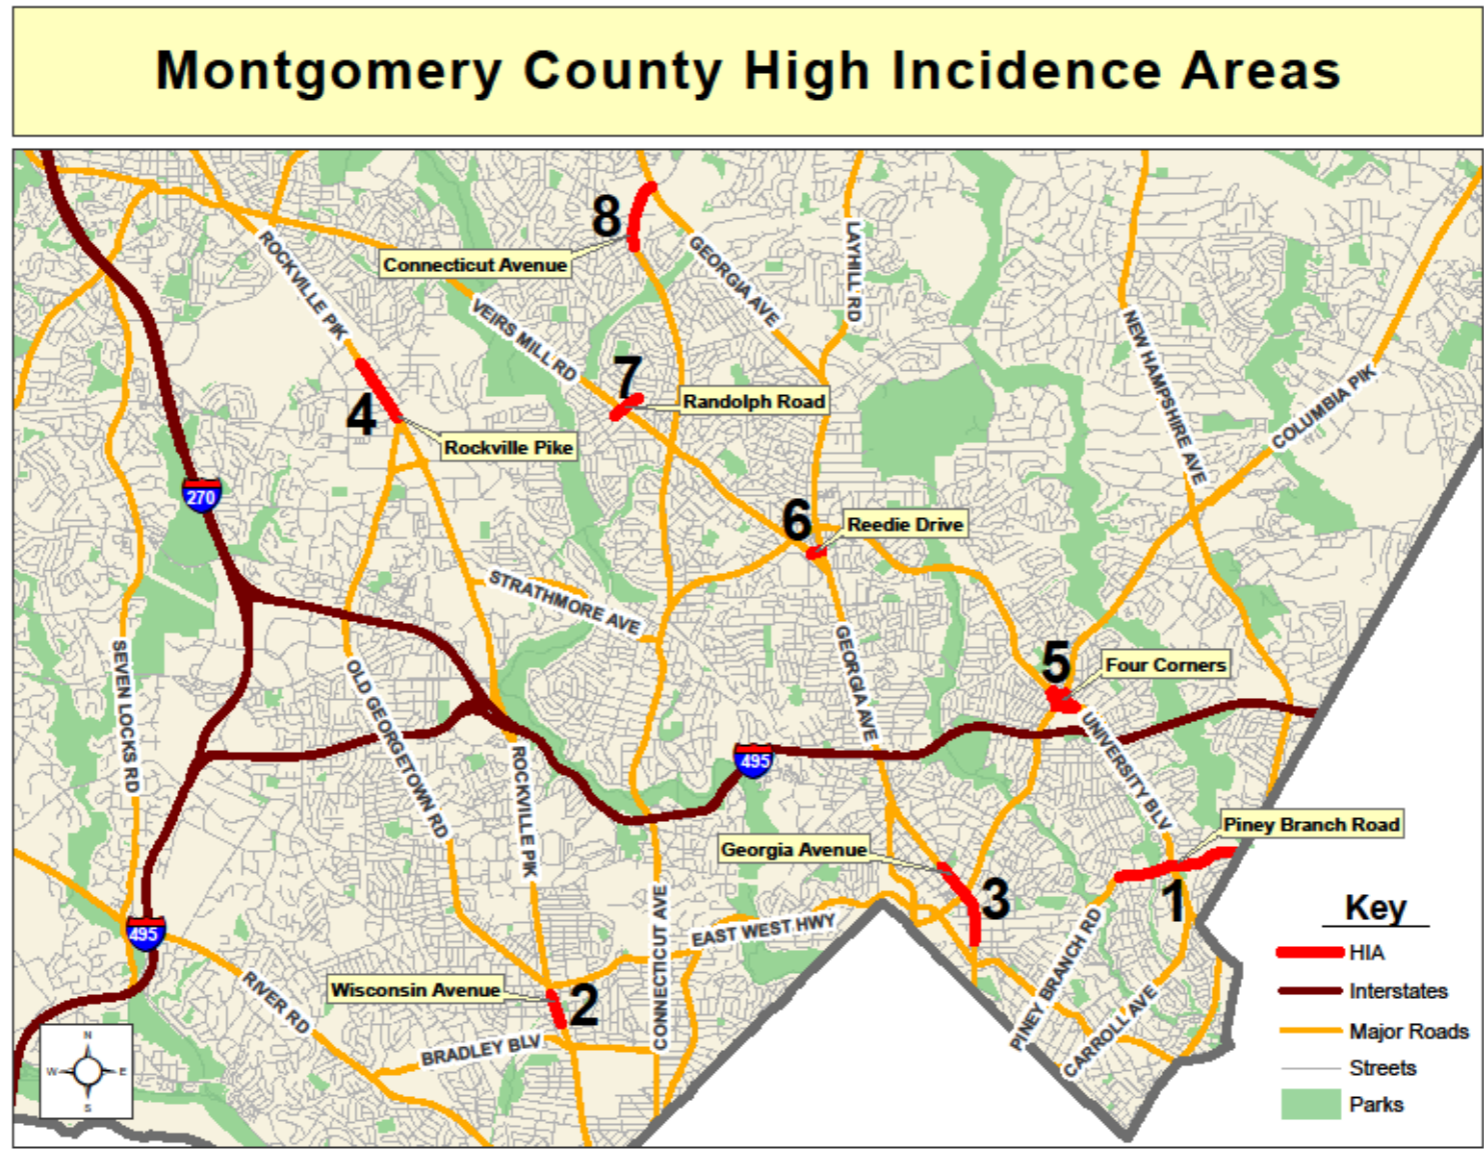 Montgomery County High Incidence Areas
8
Connecticut Avenue
ROCKVILLE PIK
GEORGIA AVE
LAYHILL RD
VEIRS MILL RD
NEW HAMPSHIRE AVE
COLUMBIA PIK
7
Randolph Road
4
Rockville Pike
270
6
Reedie Drive
STRATHMORE AVE
SEVEN LOCKS RD
OLD GEORGETOWN RD
GEORGIA AVE
5
Four Corners
UNIVERSITY BLV
ROCKVILLE PIK
495
Piney Branch Road
Georgia Avenue
3
1
CONNECTICUT AVE
EAST WEST HWY
PINEY BRANCH RD
CARROLL AVE
495
RIVER RD
Wisconsin Avenue
2
BRADLEY BLV
N
W
E
S
Key
HIA
Interstates
Major Roads
Streets
Parks